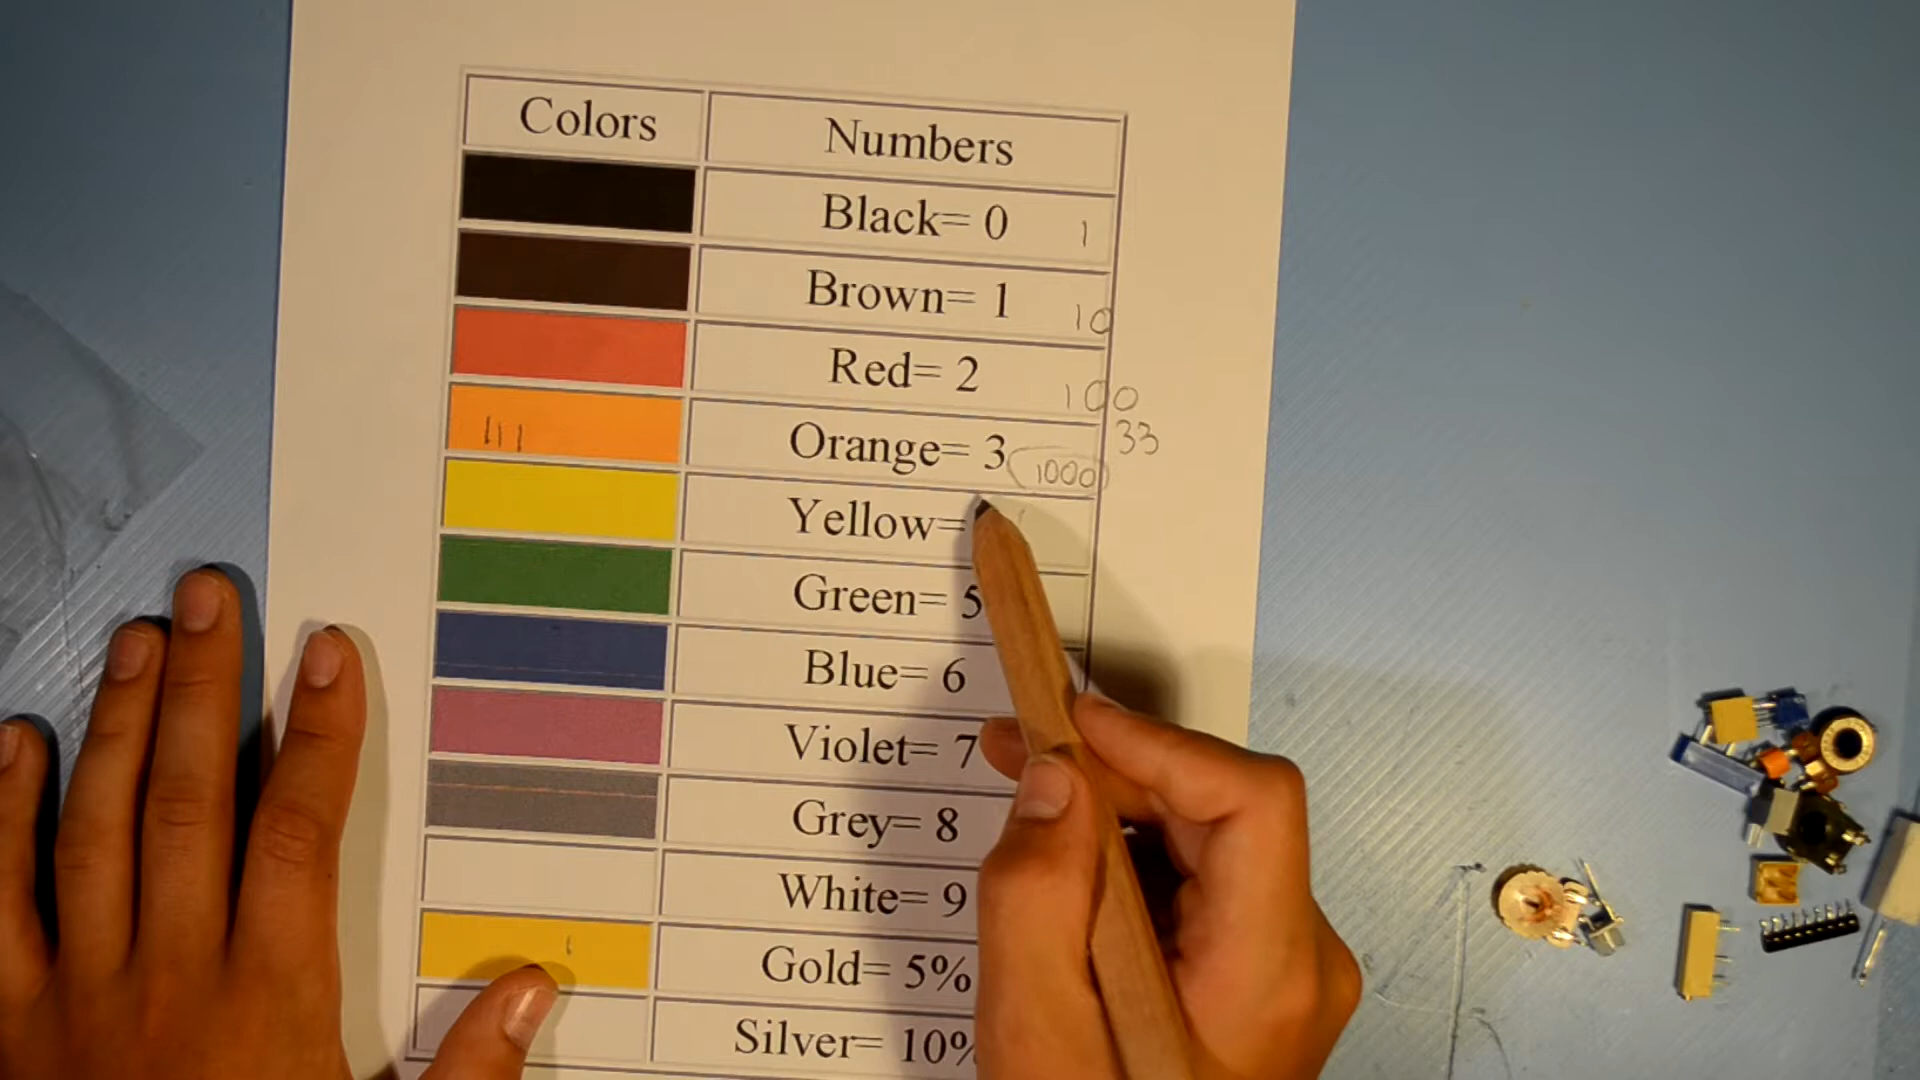 Colors Numbers
Black= 0 1
Brown= 1 10
Red= 2 100
33
Orange= 3 1000
Yellow=
Green= 5
Blue= 6
Violet= 7
Grey= 8
White= 9
Gold= 5%
Silver= 10%